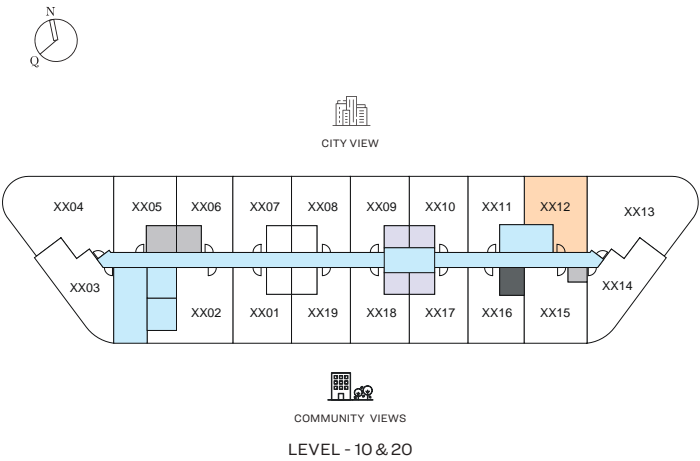 N
Q
CITY VIEW
XX04 XX05 XX06 XX07 XX08 XX09 XX10 XX11 XX12 XX13
XX03 XX14
XX02 XX01 XX19 XX18 XX17 XX16 XX15
COMMUNITY VIEWS
LEVEL - 10 & 20